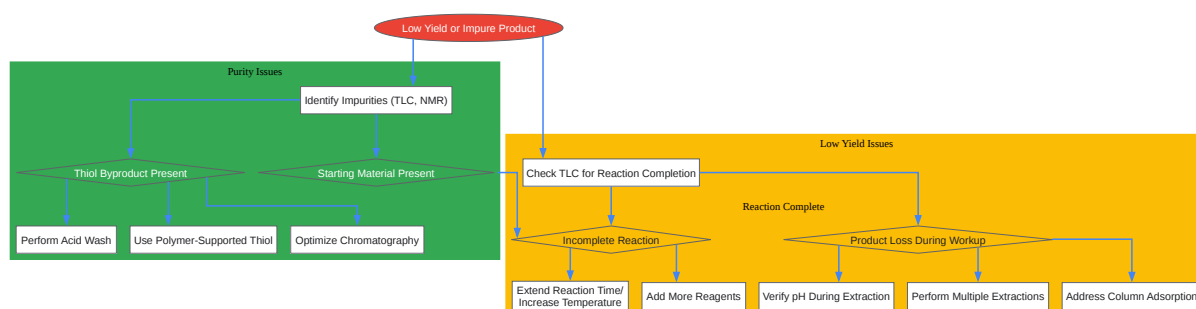 Low Yield or Impure Product
Purity Issues
Identify Impurities (TLC, NMR)
Low Yield Issues
Thiol Byproduct Present
Starting Material Present
Check TLC for Reaction Completion
Reaction Complete
Perform Acid Wash
Use Polymer-Supported Thiol
Optimize Chromatography
Incomplete Reaction
Product Loss During Workup
Extend Reaction Time/
Increase Temperature
Add More Reagents
Verify pH During Extraction
Perform Multiple Extractions
Address Column Adsorption